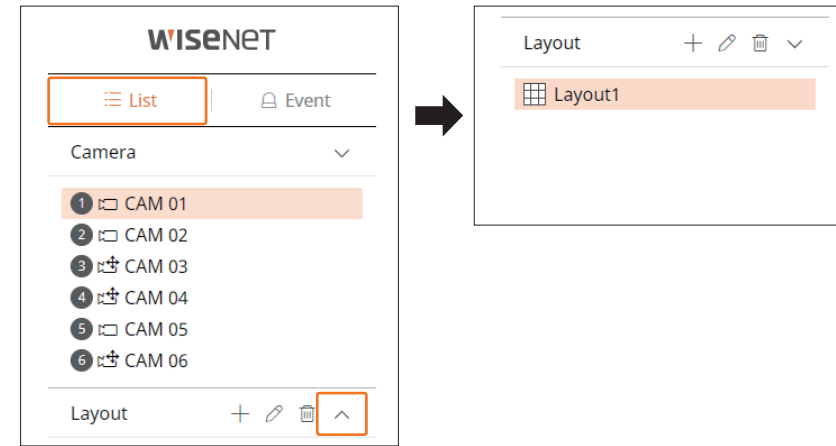 WISENET
List
Event
Camera
1 CAM 01
2 CAM 02
3 CAM 03
4 CAM 04
5 CAM 05
6 CAM 06
Layout
Layout
Layout1